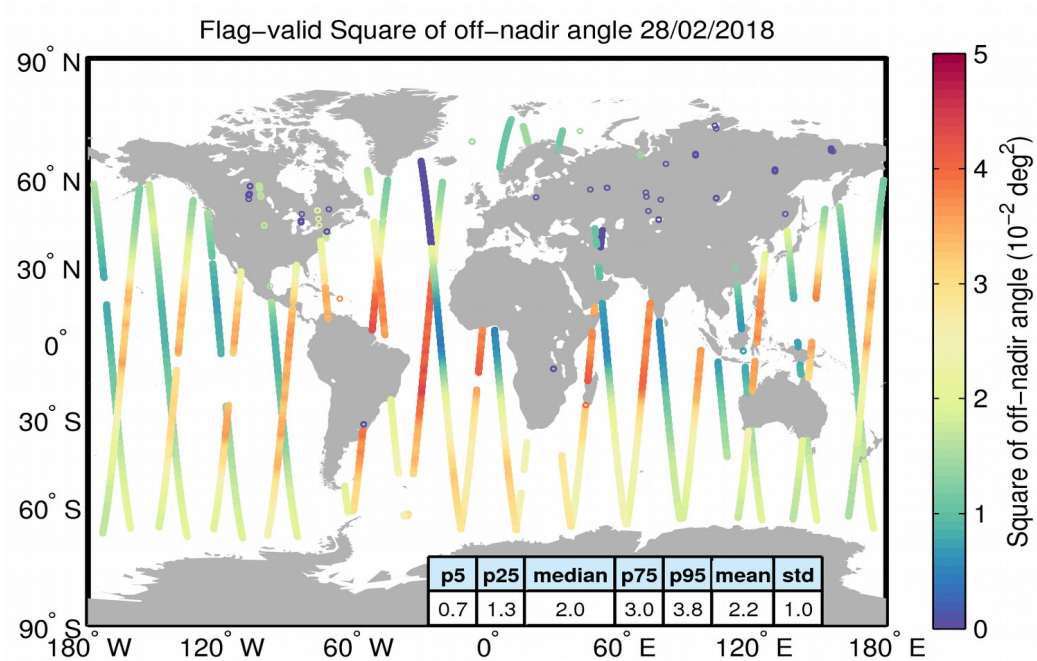 Flag−valid Square of off−nadir angle 28/02/2018
90° N
60° N
30° N
0°
30° S
60° S
90° S
180° W
120° W
60° W
0°
60° E
120° E
180° E
p5 p25 median p75 p95 mean std
0.7 1.3 2.0 3.0 3.8 2.2 1.0
5
4
3
2
1
0
Square of off−nadir angle (10⁻² deg²)